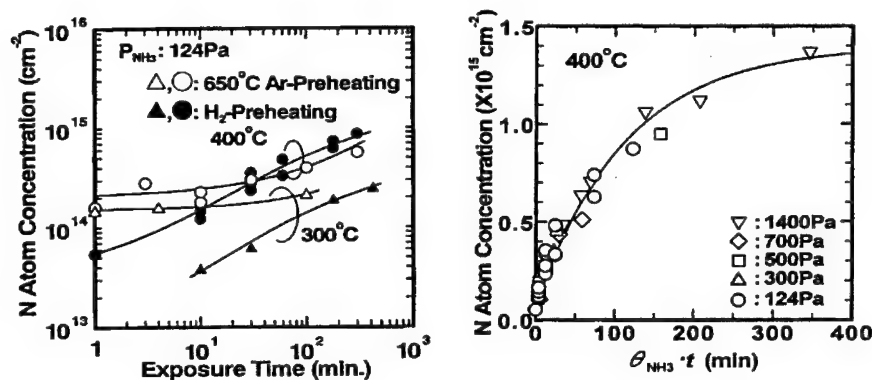 10^16
10^15
10^14
10^13
N Atom Concentration (cm^-2)
P_NH3 : 124Pa
△,○: 650°C Ar-Preheating
▲,●: H2-Preheating
400°C
300°C
1 10^1 10^2 10^3
Exposure Time (min.)
1.5
1.0
0.5
0.0
N Atom Concentration (X10^15 cm^-2)
400°C
▽ : 1400Pa
◇ : 700Pa
□ : 500Pa
△ : 300Pa
○ : 124Pa
0 100 200 300 400
θ_NH3 · t (min)